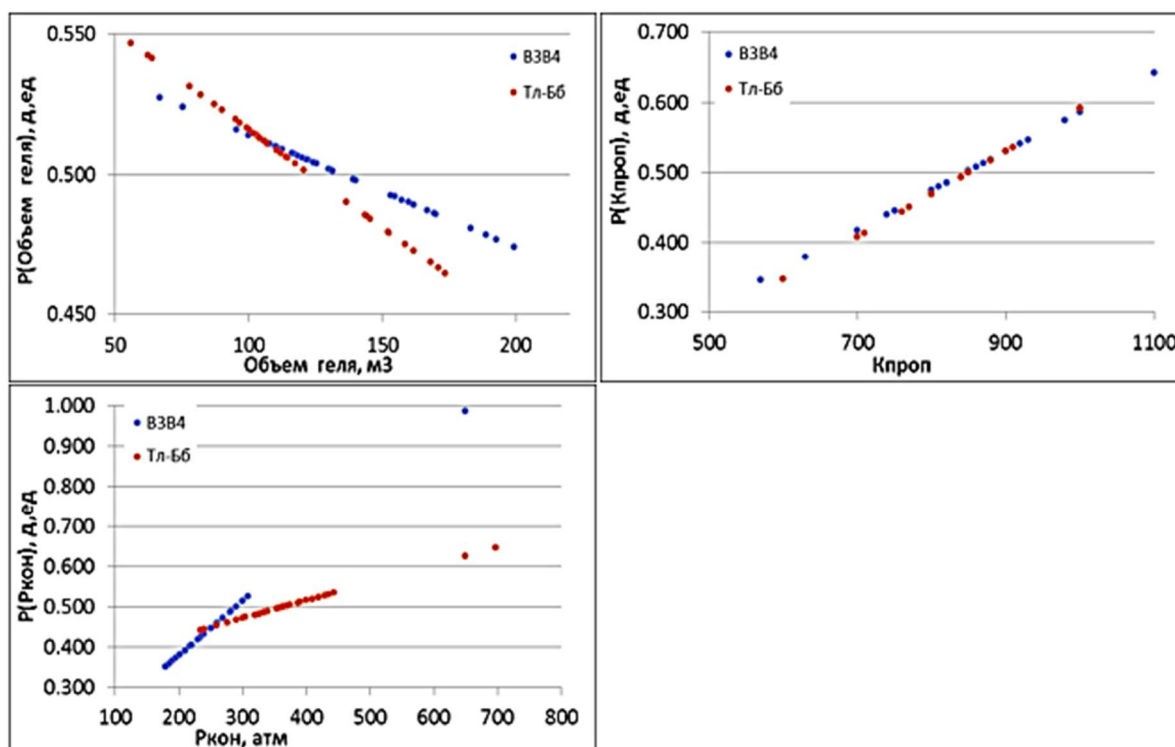 0.550
0.500
0.450
P(Объем геля), д,ед
В3В4
Тл-Бб
50 100 150 200
Объем геля, м3
0.700
0.600
0.500
0.400
0.300
P(Кпроп), д,ед
В3В4
Тл-Бб
500 700 900 1100
Кпроп
1.000
0.900
0.800
0.700
0.600
0.500
0.400
0.300
P(Ркон), д,ед
В3В4
Тл-Бб
100 200 300 400 500 600 700 800
Ркон, атм